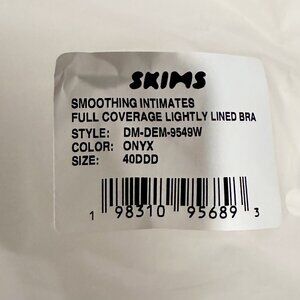 SKIMS
SMOOTHING INTIMATES
FULL COVERAGE LIGHTLY LINED BRA
STYLE: DM-DEM-9549W
COLOR: ONYX
SIZE: 40DDD
1 98310 95689 3